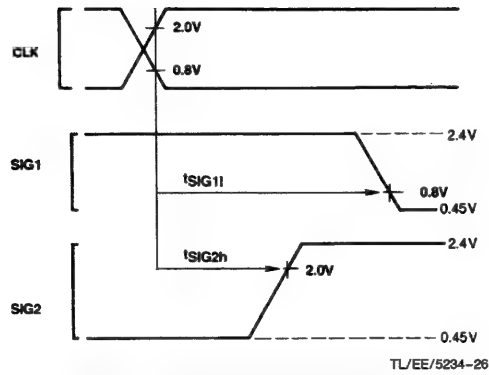 2.0V
CLK
0.8V
2.4V
SIG1
tSIG1l
0.8V
0.45V
2.4V
tSIG2h
2.0V
SIG2
0.45V
TL/EE/5234-26